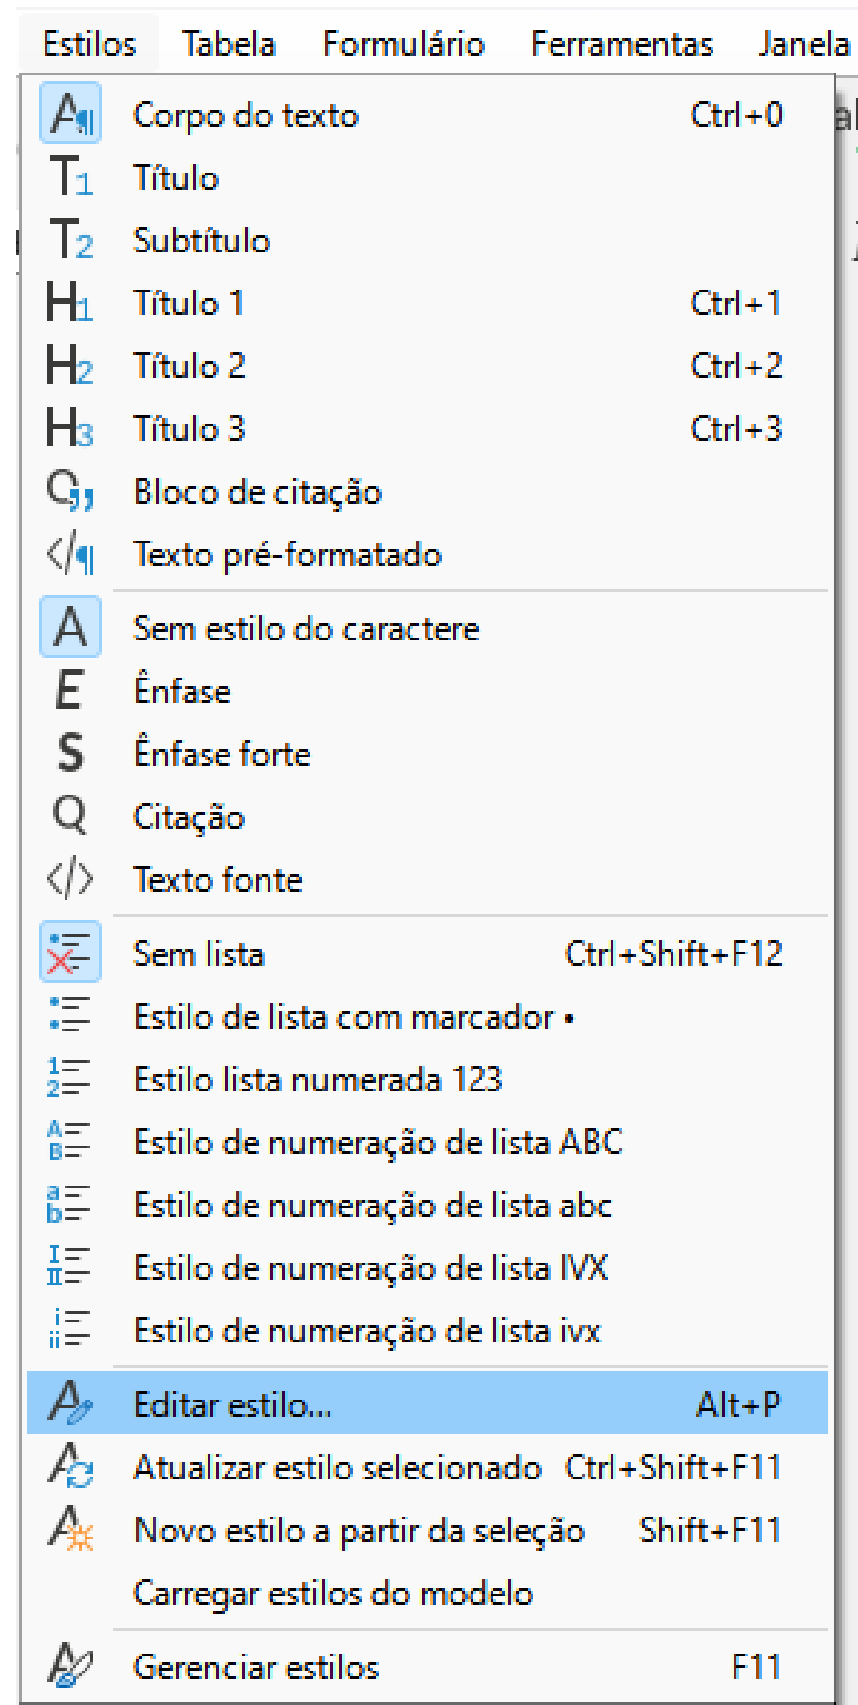 Estilos Tabela Formulário Ferramentas Janela
Corpo do texto Ctrl+0
Título
Subtítulo
Título 1 Ctrl+1
Título 2 Ctrl+2
Título 3 Ctrl+3
Bloco de citação
Texto pré-formatado
Sem estilo do caractere
Ênfase
Ênfase forte
Citação
Texto fonte
Sem lista Ctrl+Shift+F12
Estilo de lista com marcador •
Estilo lista numerada 123
Estilo de numeração de lista ABC
Estilo de numeração de lista abc
Estilo de numeração de lista IVX
Estilo de numeração de lista ivx
Editar estilo... Alt+P
Atualizar estilo selecionado Ctrl+Shift+F11
Novo estilo a partir da seleção Shift+F11
Carregar estilos do modelo
Gerenciar estilos F11